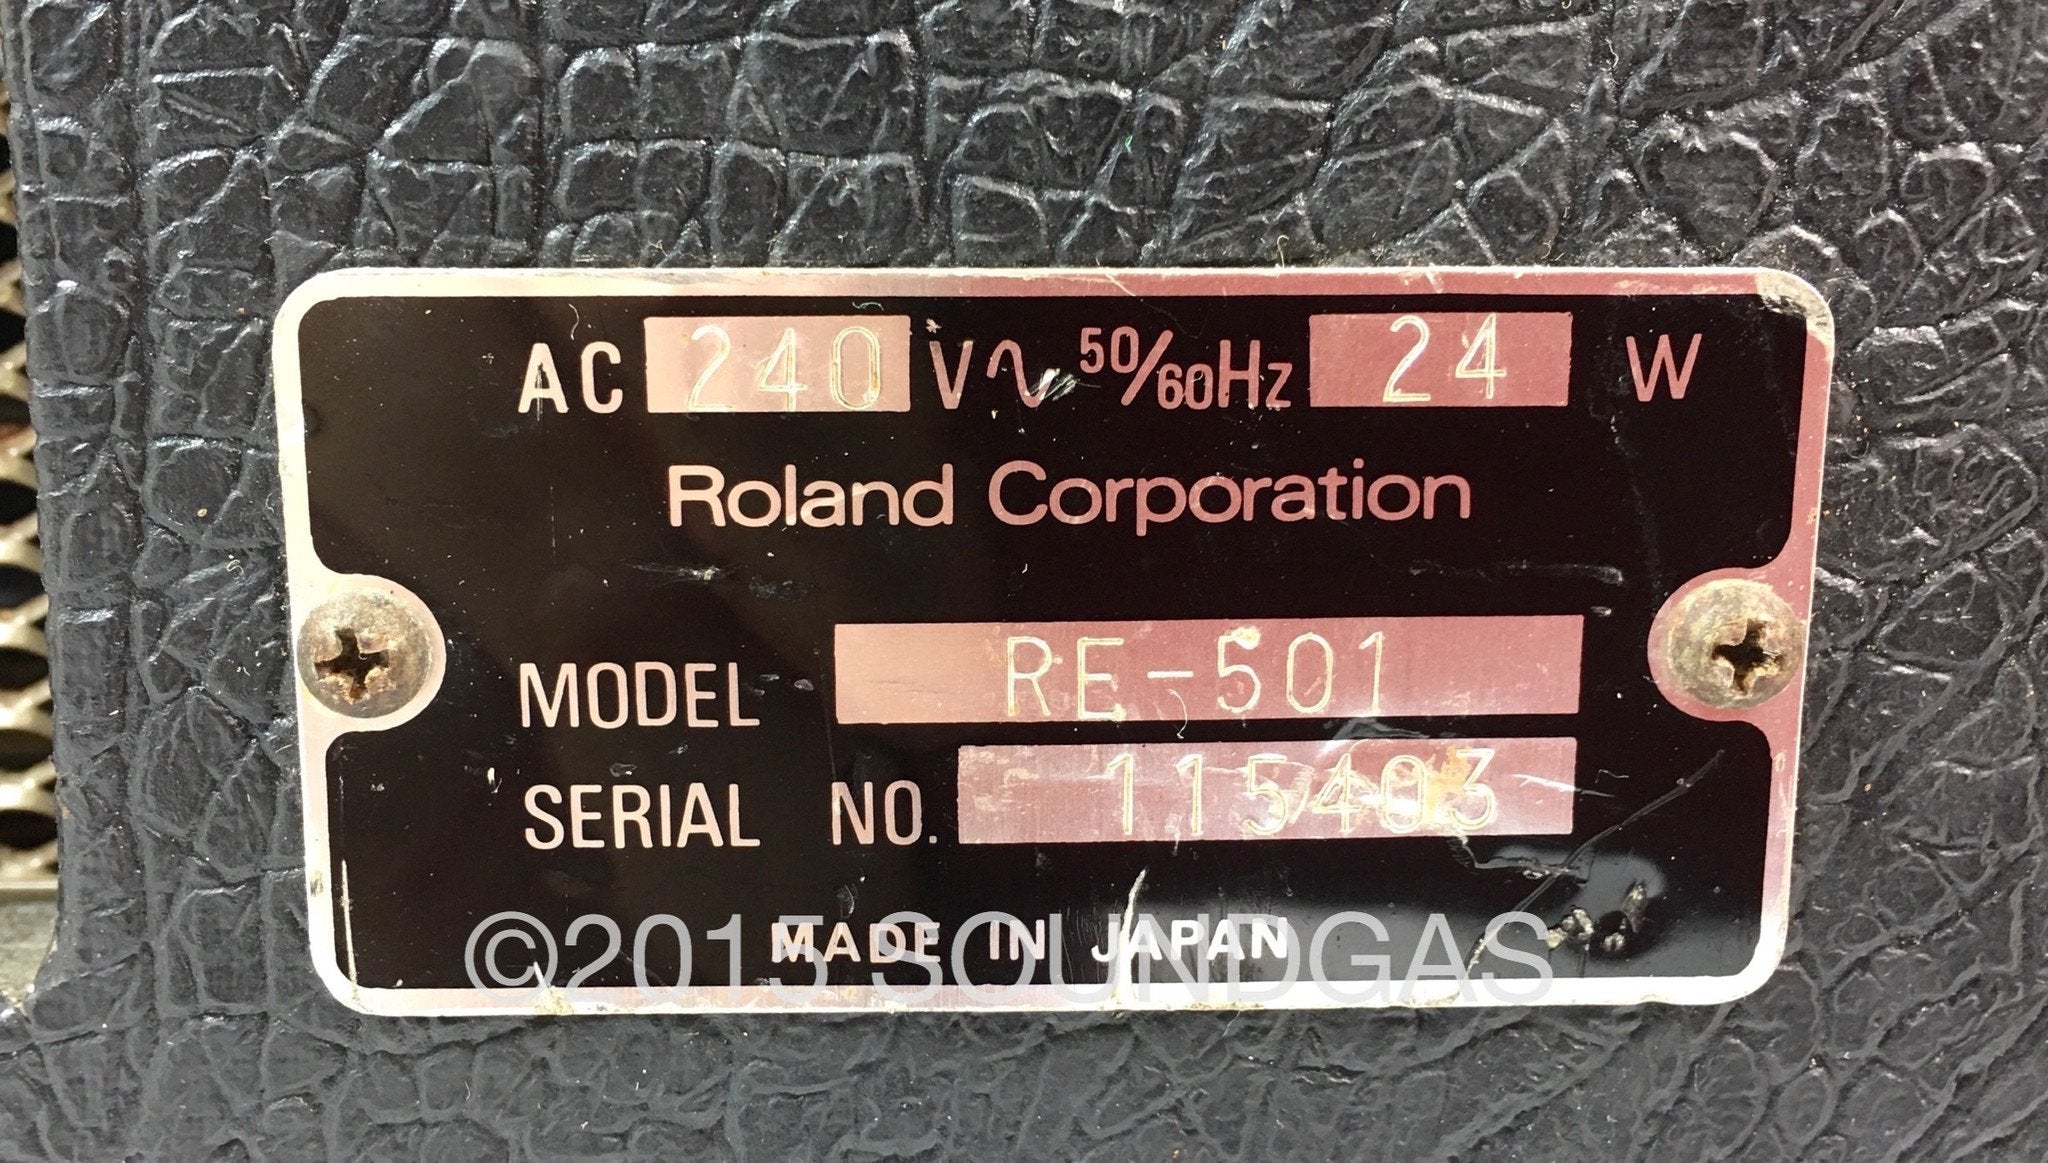 AC 240 V∿ 50/60Hz 24 W
Roland Corporation
MODEL RE-501
SERIAL NO. 115403
MADE IN JAPAN
©2015 SOUNDGAS